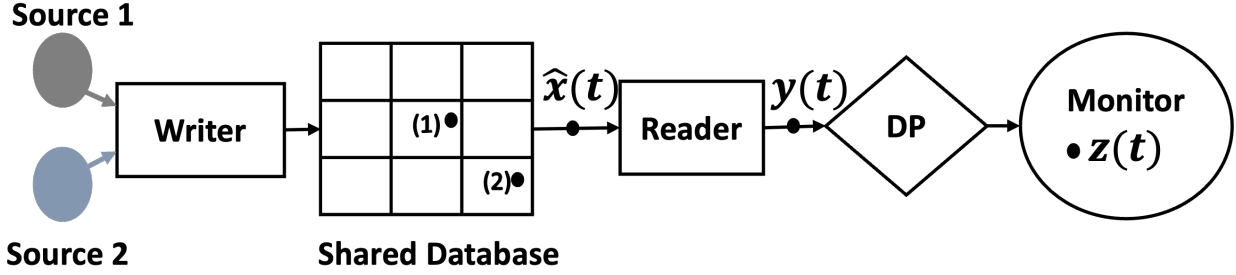 Source 1
Writer
(1)
(2)
x̂(t)
Reader
y(t)
DP
Monitor
z(t)
Source 2
Shared Database